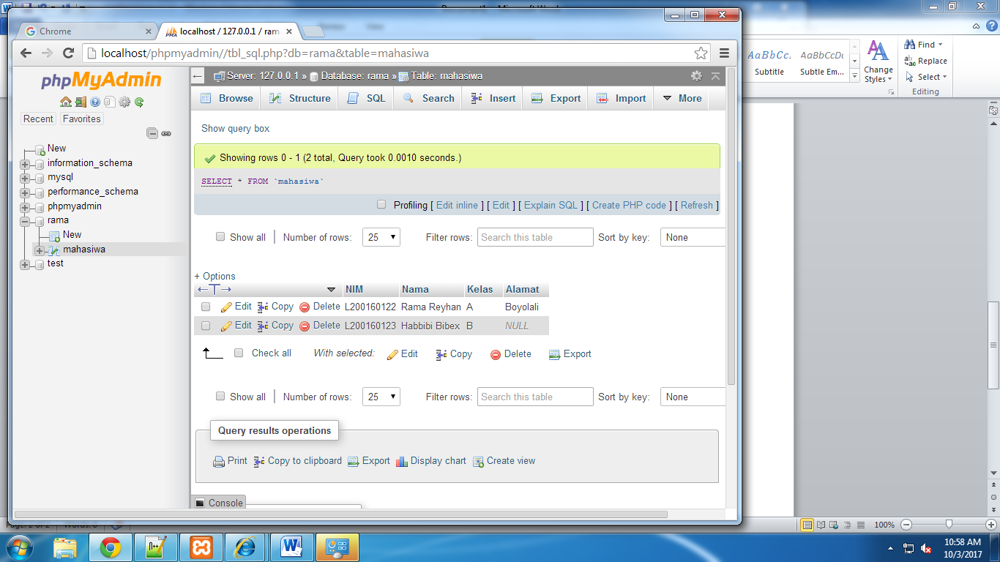 Chrome
localhost / 127.0.0.1 / ram
localhost/phpmyadmin//tbl_sql.php?db=rama&table=mahasiwa
phpMyAdmin
Recent Favorites
New
information_schema
mysql
performance_schema
phpmyadmin
rama
New
mahasiwa
test
Server: 127.0.0.1 » Database: rama » Table: mahasiwa
Browse Structure SQL Search Insert Export Import More
Show query box
Showing rows 0 - 1 (2 total, Query took 0.0010 seconds.)
SELECT * FROM `mahasiwa`
Profiling [ Edit inline ] [ Edit ] [ Explain SQL ] [ Create PHP code ] [ Refresh ]
Show all Number of rows: 25 Filter rows: Search this table Sort by key: None
+ Options
NIM Nama Kelas Alamat
Edit Copy Delete L200160122 Rama Reyhan A Boyolali
Edit Copy Delete L200160123 Habbibi Bibex B NULL
Check all With selected: Edit Copy Delete Export
Show all Number of rows: 25 Filter rows: Search this table Sort by key: None
Query results operations
Print Copy to clipboard Export Display chart Create view
Console
AaBbCc. AaBbCcDc
Subtitle Subtle Em...
Change
Styles
Find
Replace
Select
Editing
100%
10:58 AM
10/3/2017